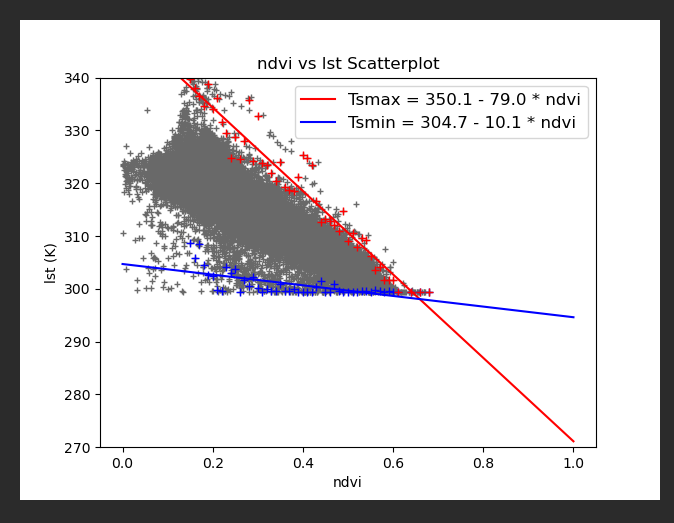 ndvi vs lst Scatterplot
Tsmax = 350.1 - 79.0 * ndvi
Tsmin = 304.7 - 10.1 * ndvi
lst (K)
340
330
320
310
300
290
280
270
0.0 0.2 0.4 0.6 0.8 1.0
ndvi